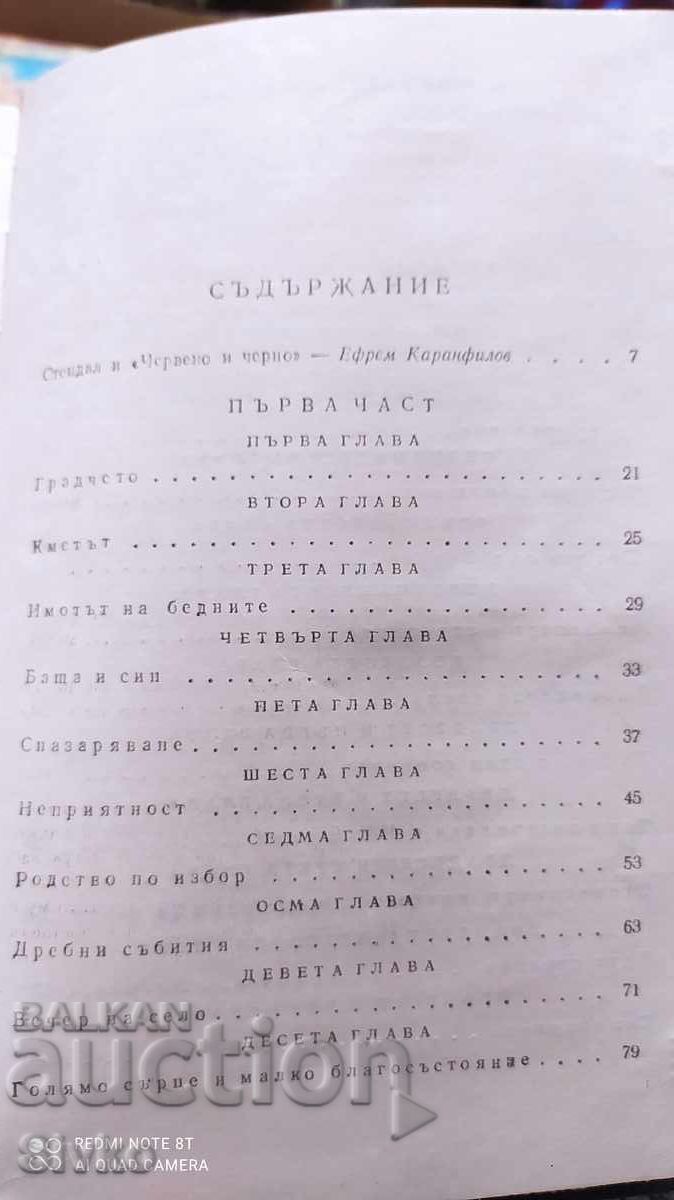 СЪДЪРЖАНИЕ
Стендал и «Червено и черно» — Ефрем Каранфилов . . . . 7
ПЪРВА ЧАСТ
ПЪРВА ГЛАВА
Градчето . . . . . . . . . . . . . . . . . . . . . . . . 21
ВТОРА ГЛАВА
Кметът . . . . . . . . . . . . . . . . . . . . . . . . 25
ТРЕТА ГЛАВА
Имотът на бедните . . . . . . . . . . . . . . . . . . 29
ЧЕТВЪРТА ГЛАВА
Баща и син . . . . . . . . . . . . . . . . . . . . . . 33
ПЕТА ГЛАВА
Спазаряване . . . . . . . . . . . . . . . . . . . . . . 37
ШЕСТА ГЛАВА
Неприятност . . . . . . . . . . . . . . . . . . . . . . 45
СЕДМА ГЛАВА
Родство по избор . . . . . . . . . . . . . . . . . . 53
ОСМА ГЛАВА
Дребни събития . . . . . . . . . . . . . . . . . . . 63
ДЕВЕТА ГЛАВА
Вечер на село . . . . . . . . . . . . . . . . . . . . 71
ДЕСЕТА ГЛАВА
Голямо сърце и малко благосъстояние . . . . 79
BALKAN
auction
Sivko
REDMI NOTE 8T
AI QUAD CAMERA